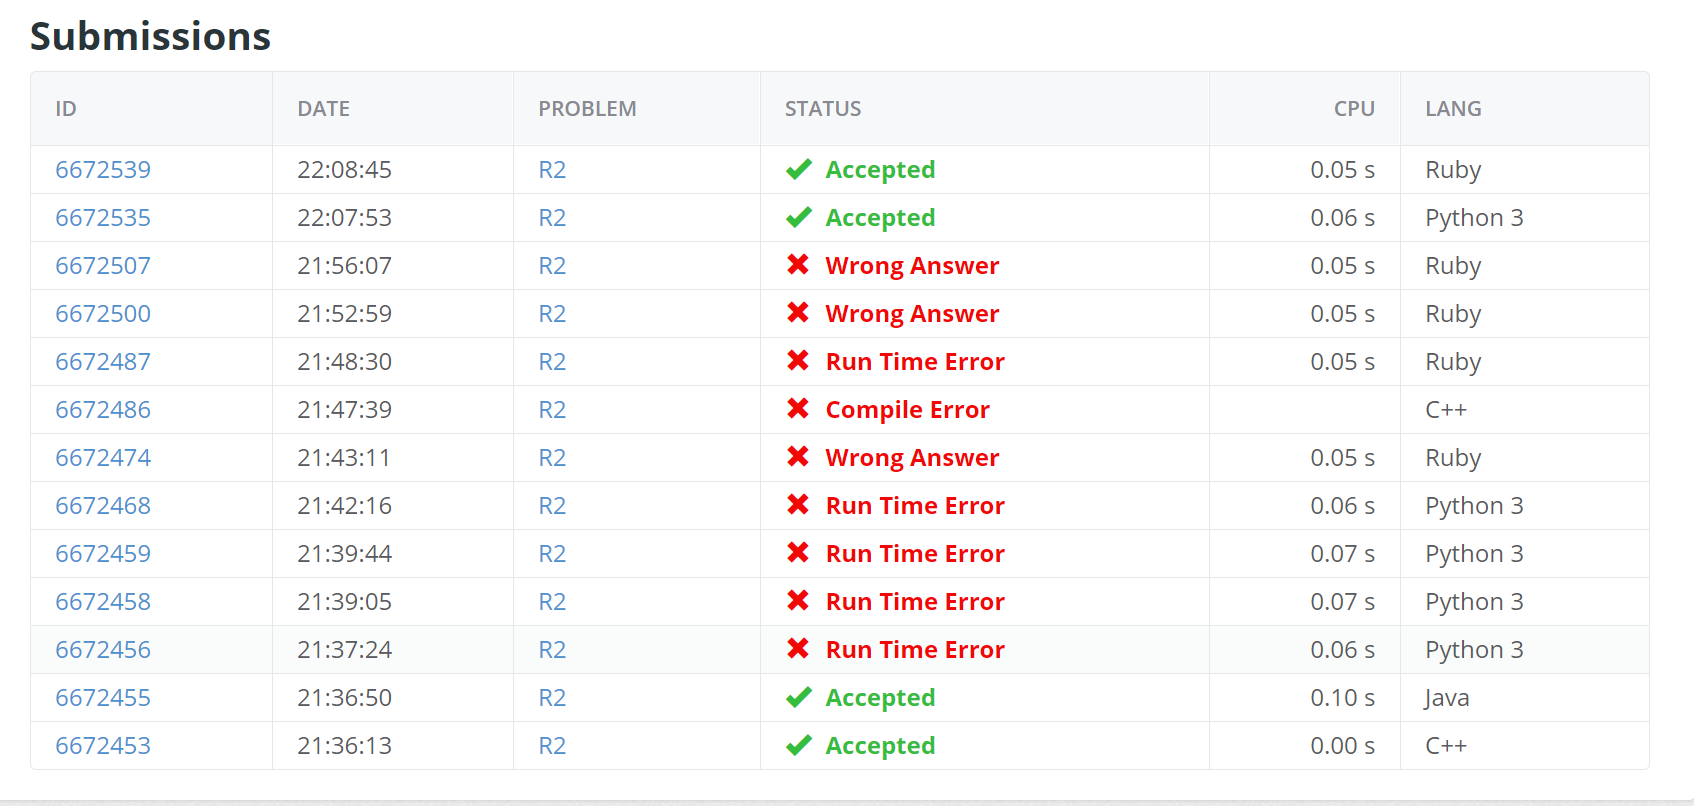 Submissions
ID DATE PROBLEM STATUS CPU LANG
6672539 22:08:45 R2 Accepted 0.05 s Ruby
6672535 22:07:53 R2 Accepted 0.06 s Python 3
6672507 21:56:07 R2 Wrong Answer 0.05 s Ruby
6672500 21:52:59 R2 Wrong Answer 0.05 s Ruby
6672487 21:48:30 R2 Run Time Error 0.05 s Ruby
6672486 21:47:39 R2 Compile Error C++
6672474 21:43:11 R2 Wrong Answer 0.05 s Ruby
6672468 21:42:16 R2 Run Time Error 0.06 s Python 3
6672459 21:39:44 R2 Run Time Error 0.07 s Python 3
6672458 21:39:05 R2 Run Time Error 0.07 s Python 3
6672456 21:37:24 R2 Run Time Error 0.06 s Python 3
6672455 21:36:50 R2 Accepted 0.10 s Java
6672453 21:36:13 R2 Accepted 0.00 s C++